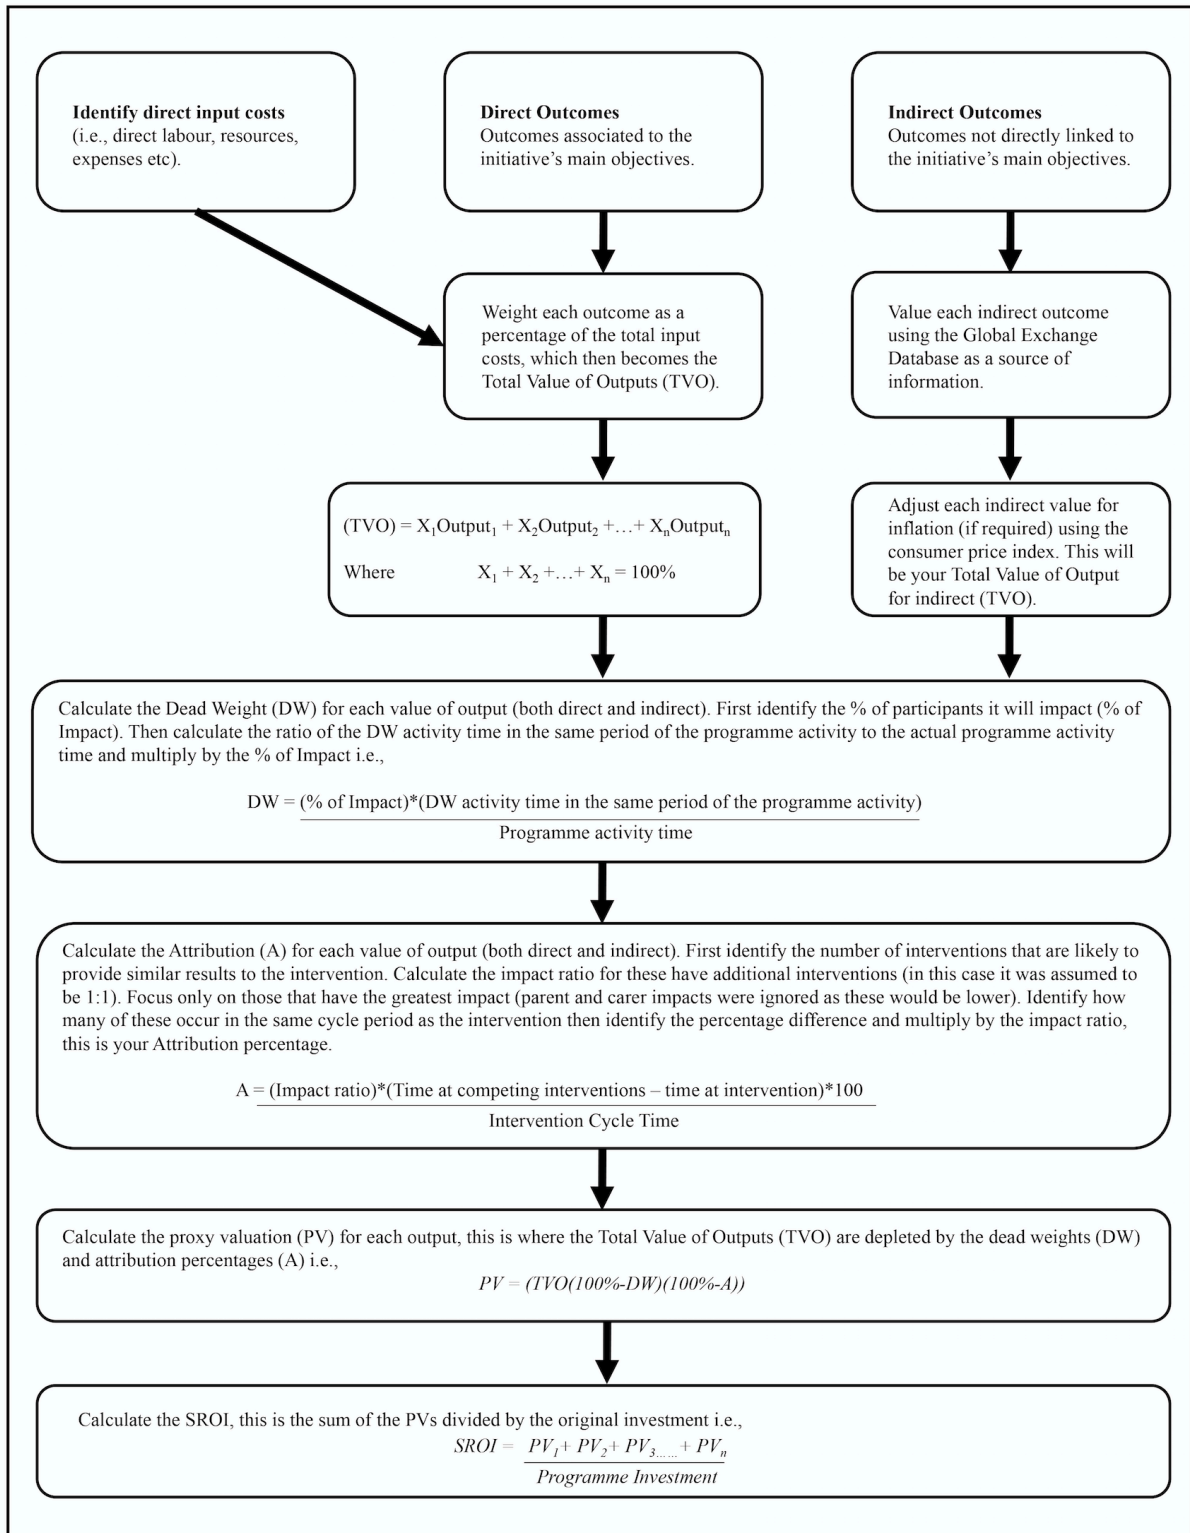 Identify direct input costs
(i.e., direct labour, resources,
expenses etc).
Direct Outcomes
Outcomes associated to the
initiative’s main objectives.
Indirect Outcomes
Outcomes not directly linked to
the initiative’s main objectives.
Weight each outcome as a
percentage of the total input
costs, which then becomes the
Total Value of Outputs (TVO).
Value each indirect outcome
using the Global Exchange
Database as a source of
information.
(TVO) = X₁Output₁ + X₂Output₂ +…+ XₙOutputₙ
Where X₁ + X₂ +…+ Xₙ = 100%
Adjust each indirect value for
inflation (if required) using the
consumer price index. This will
be your Total Value of Output
for indirect (TVO).
Calculate the Dead Weight (DW) for each value of output (both direct and indirect). First identify the % of participants it will impact (% of
Impact). Then calculate the ratio of the DW activity time in the same period of the programme activity to the actual programme activity
time and multiply by the % of Impact i.e.,
DW = (% of Impact)*(DW activity time in the same period of the programme activity)
Programme activity time
Calculate the Attribution (A) for each value of output (both direct and indirect). First identify the number of interventions that are likely to
provide similar results to the intervention. Calculate the impact ratio for these have additional interventions (in this case it was assumed to
be 1:1). Focus only on those that have the greatest impact (parent and carer impacts were ignored as these would be lower). Identify how
many of these occur in the same cycle period as the intervention then identify the percentage difference and multiply by the impact ratio,
this is your Attribution percentage.
A = (Impact ratio)*(Time at competing interventions – time at intervention)*100
Intervention Cycle Time
Calculate the proxy valuation (PV) for each output, this is where the Total Value of Outputs (TVO) are depleted by the dead weights (DW)
and attribution percentages (A) i.e.,
PV = (TVO(100%-DW)(100%-A))
Calculate the SROI, this is the sum of the PVs divided by the original investment i.e.,
SROI = PV₁+ PV₂+ PV₃......+ PVₙ
Programme Investment